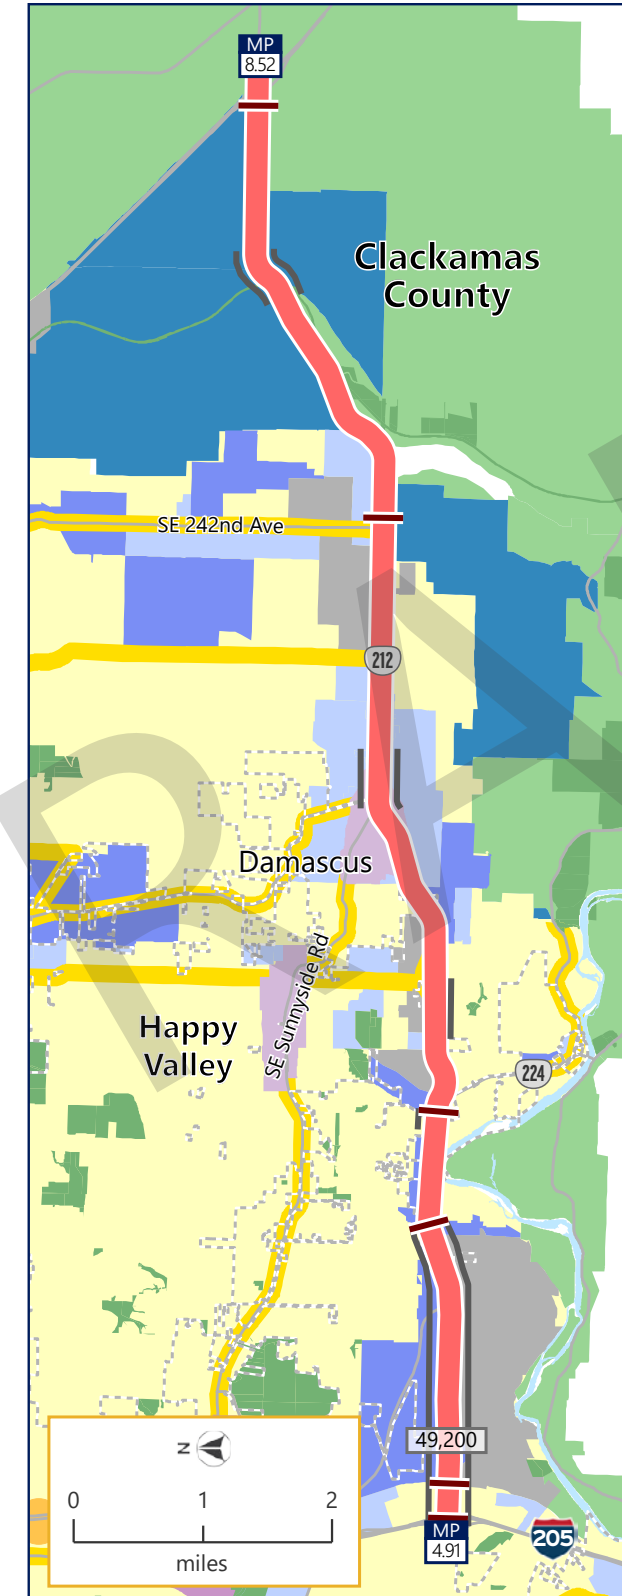 MP
8.52
Clackamas
County
SE 242nd Ave
212
Damascus
SE Sunnyside Rd
Happy
Valley
224
49,200
N
0 1 2
miles
MP
4.91
205